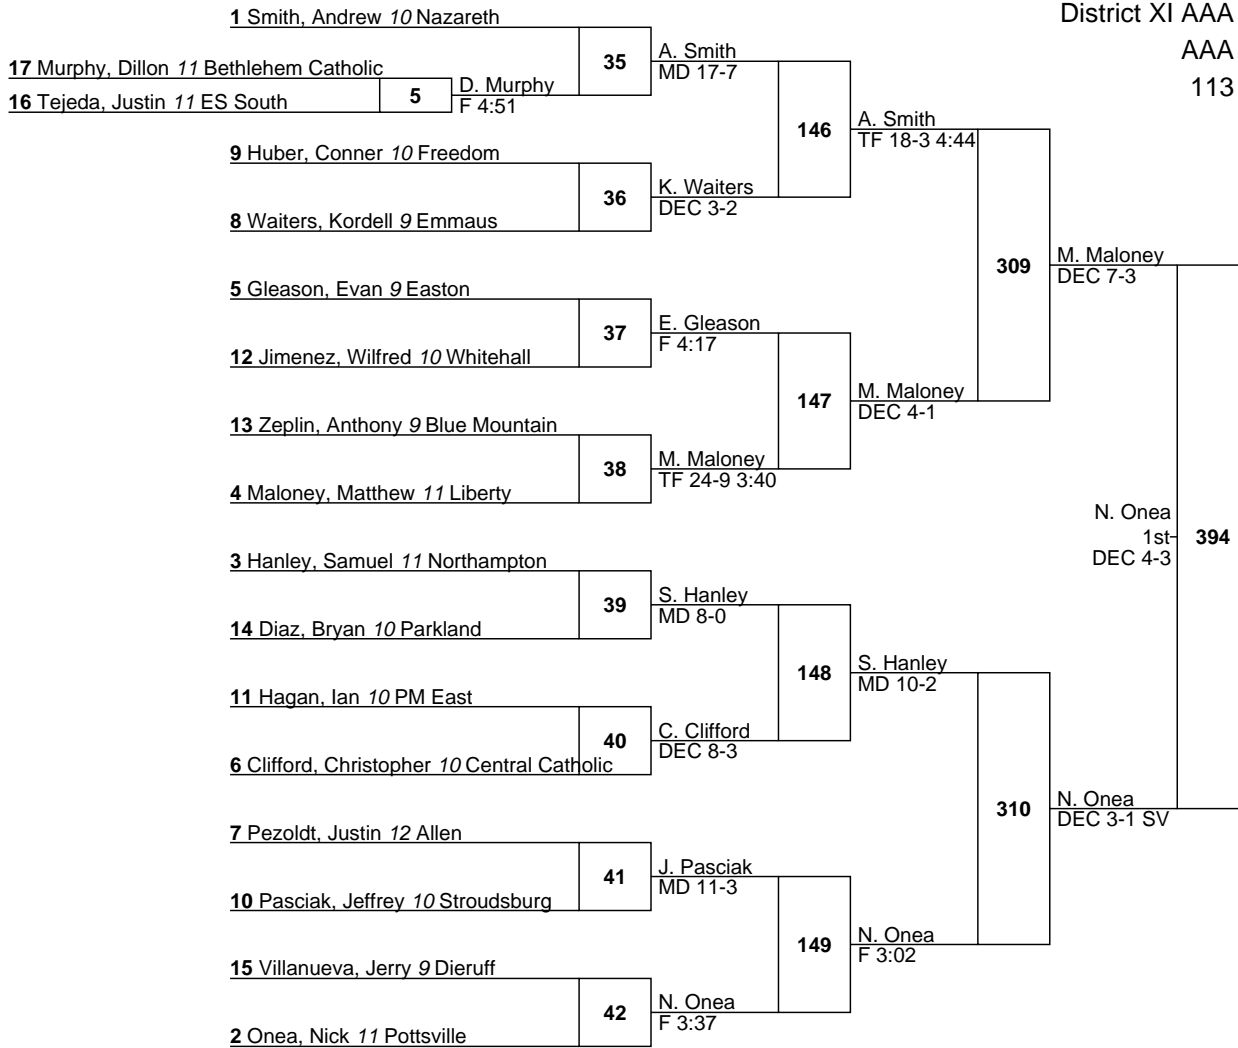 District XI AAA
AAA
113
1 Smith, Andrew 10 Nazareth
17 Murphy, Dillon 11 Bethlehem Catholic
16 Tejeda, Justin 11 ES South
5
D. Murphy
F 4:51
35
A. Smith
MD 17-7
9 Huber, Conner 10 Freedom
8 Waiters, Kordell 9 Emmaus
36
K. Waiters
DEC 3-2
146
A. Smith
TF 18-3 4:44
5 Gleason, Evan 9 Easton
12 Jimenez, Wilfred 10 Whitehall
37
E. Gleason
F 4:17
13 Zeplin, Anthony 9 Blue Mountain
4 Maloney, Matthew 11 Liberty
38
M. Maloney
TF 24-9 3:40
147
M. Maloney
DEC 4-1
309
M. Maloney
DEC 7-3
3 Hanley, Samuel 11 Northampton
14 Diaz, Bryan 10 Parkland
39
S. Hanley
MD 8-0
11 Hagan, Ian 10 PM East
6 Clifford, Christopher 10 Central Catholic
40
C. Clifford
DEC 8-3
148
S. Hanley
MD 10-2
7 Pezoldt, Justin 12 Allen
10 Pasciak, Jeffrey 10 Stroudsburg
41
J. Pasciak
MD 11-3
15 Villanueva, Jerry 9 Dieruff
2 Onea, Nick 11 Pottsville
42
N. Onea
F 3:37
149
N. Onea
F 3:02
310
N. Onea
DEC 3-1 SV
N. Onea
1st
DEC 4-3
394